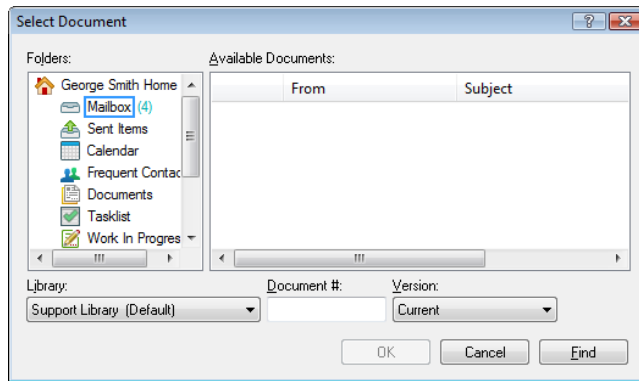 Select Document
Folders:
Available Documents:
George Smith Home
Mailbox (4)
Sent Items
Calendar
Frequent Contac
Documents
Tasklist
Work In Progres
From Subject
Library: Document #: Version:
Support Library (Default) Current
OK Cancel Find